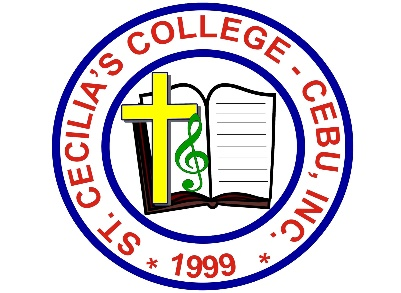 ST. CECILIA'S COLLEGE - CEBU, INC.
* 1999 *